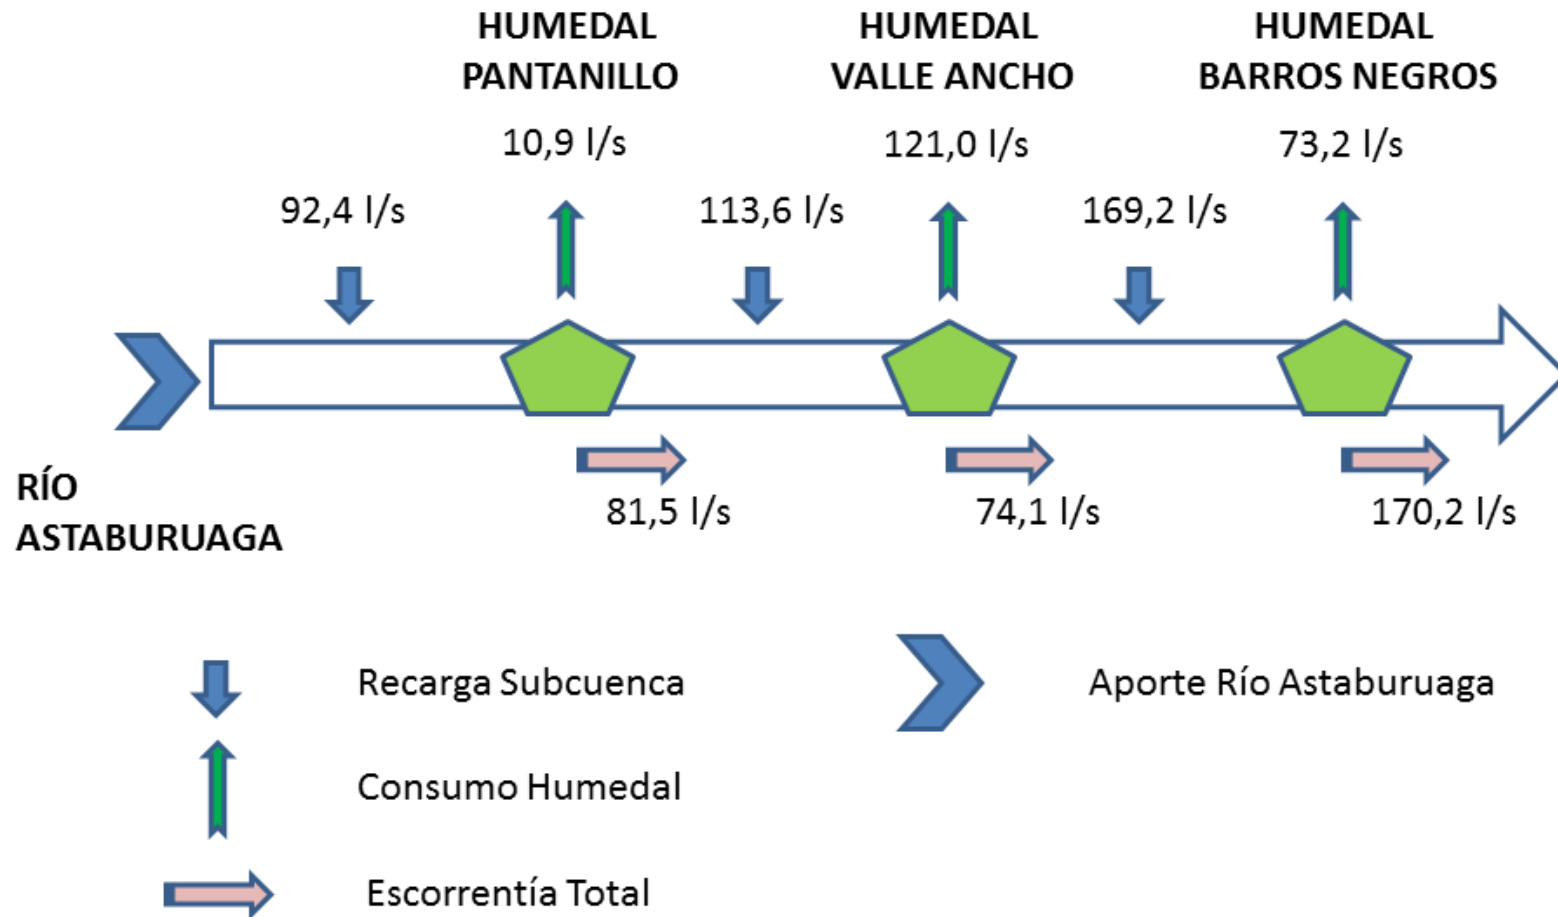 HUMEDAL
PANTANILLO
HUMEDAL
VALLE ANCHO
HUMEDAL
BARROS NEGROS
10,9 l/s
121,0 l/s
73,2 l/s
92,4 l/s
113,6 l/s
169,2 l/s
RÍO
ASTABURUAGA
81,5 l/s
74,1 l/s
170,2 l/s
Recarga Subcuenca
Aporte Río Astaburuaga
Consumo Humedal
Escorrentía Total